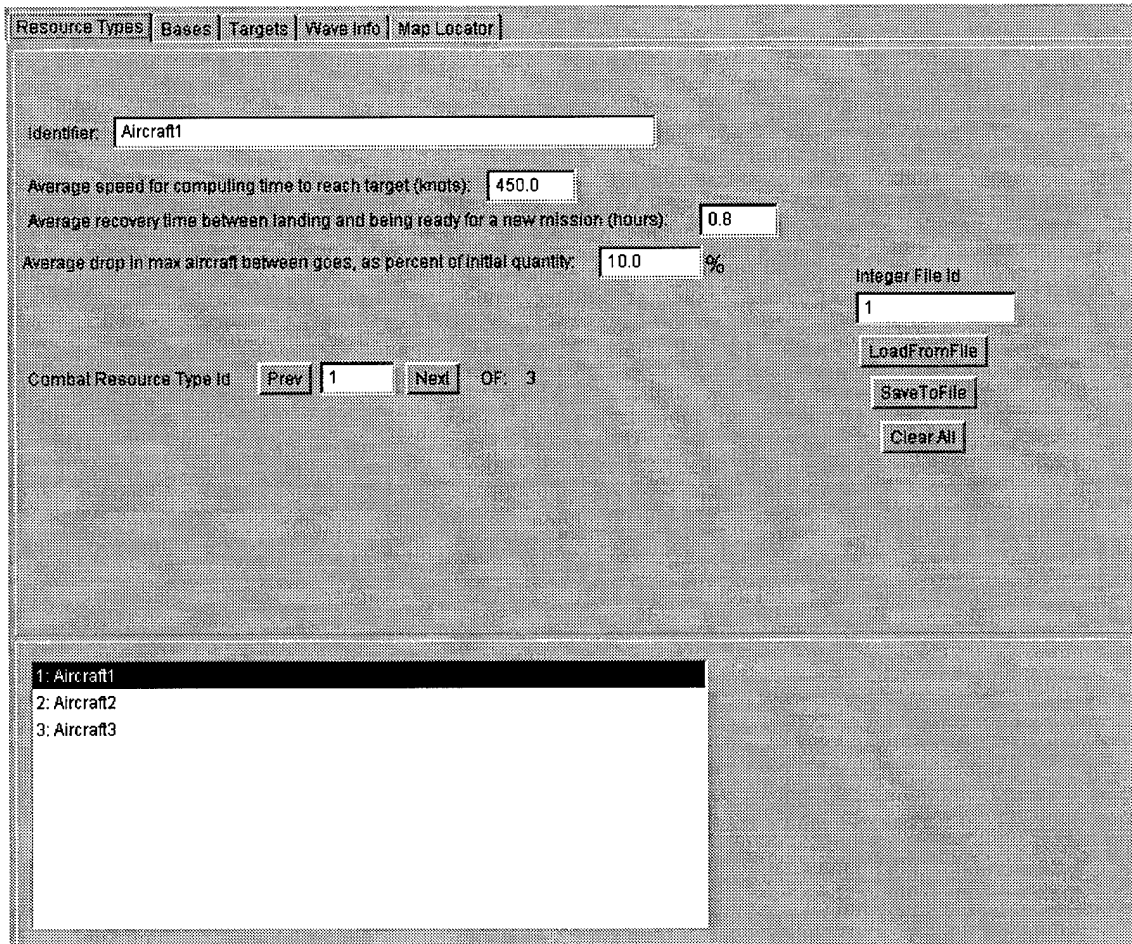 Resource Types Bases Targets Wave Info Map Locator
Identifier: Aircraft1
Average speed for computing time to reach target (knots): 450.0
Average recovery time between landing and being ready for a new mission (hours): 0.8
Average drop in max aircraft between goes, as percent of initial quantity: 10.0 %
Integer File Id
1
LoadFromFile
Combat Resource Type Id Prev 1 Next OF: 3
SaveToFile
Clear All
1: Aircraft1
2: Aircraft2
3: Aircraft3